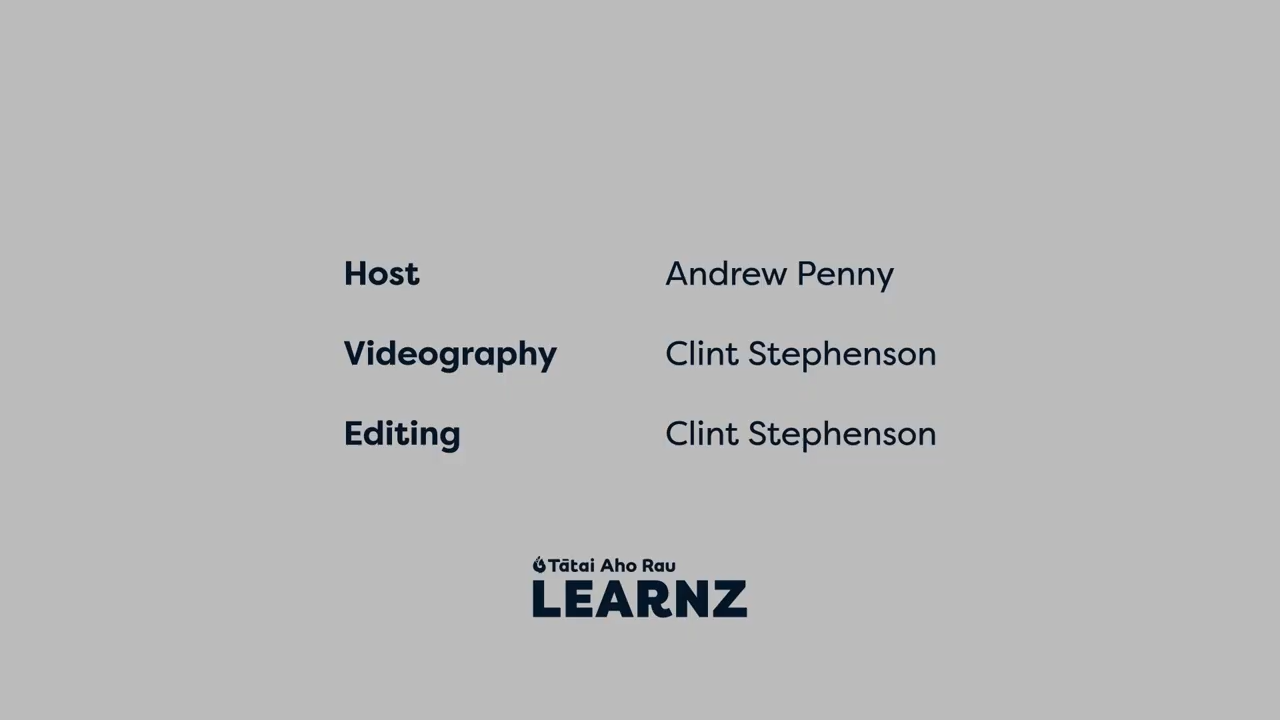 Host Andrew Penny
Videography Clint Stephenson
Editing Clint Stephenson
Tātai Aho Rau
LEARNZ